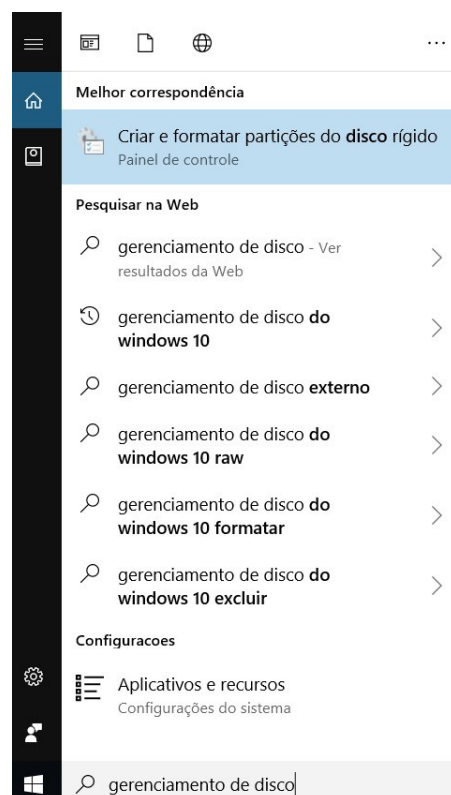 Melhor correspondência
Criar e formatar partições do disco rígido
Painel de controle
Pesquisar na Web
gerenciamento de disco - Ver
resultados da Web
gerenciamento de disco do
windows 10
gerenciamento de disco externo
gerenciamento de disco do
windows 10 raw
gerenciamento de disco do
windows 10 formatar
gerenciamento de disco do
windows 10 excluir
Configuracoes
Aplicativos e recursos
Configurações do sistema
gerenciamento de disco